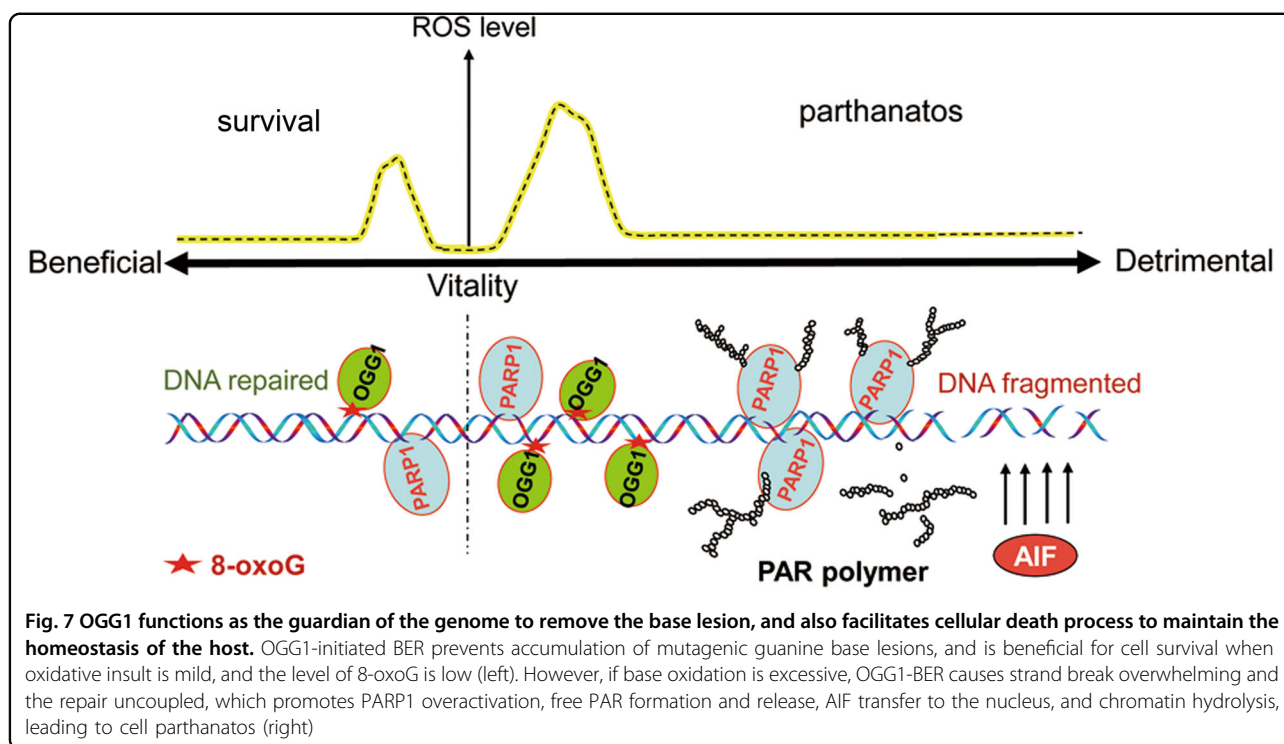 ROS level
survival
parthanatos
Beneficial
Detrimental
Vitality
DNA repaired
OGG1
PARP1
PARP1
OGG1
OGG1
OGG1
PARP1
PARP1
PARP1
DNA fragmented
8-oxoG
PAR polymer
AIF
Fig. 7 OGG1 functions as the guardian of the genome to remove the base lesion, and also facilitates cellular death process to maintain the
homeostasis of the host. OGG1-initiated BER prevents accumulation of mutagenic guanine base lesions, and is beneficial for cell survival when
oxidative insult is mild, and the level of 8-oxoG is low (left). However, if base oxidation is excessive, OGG1-BER causes strand break overwhelming and
the repair uncoupled, which promotes PARP1 overactivation, free PAR formation and release, AIF transfer to the nucleus, and chromatin hydrolysis,
leading to cell parthanatos (right)